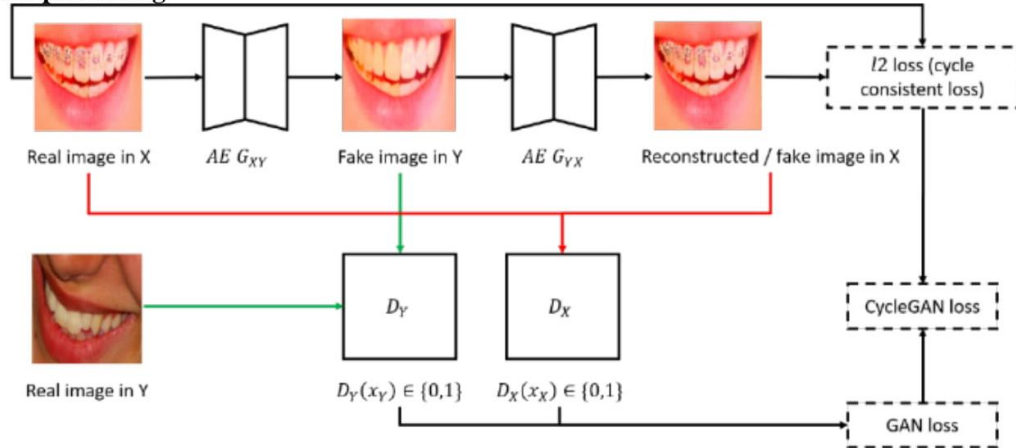 l2 loss (cycle
consistent loss)
Real image in X
AE G_XY
Fake image in Y
AE G_YX
Reconstructed / fake image in X
D_Y
D_X
CycleGAN loss
Real image in Y
D_Y(x_Y) ∈ {0,1}
D_X(x_X) ∈ {0,1}
GAN loss